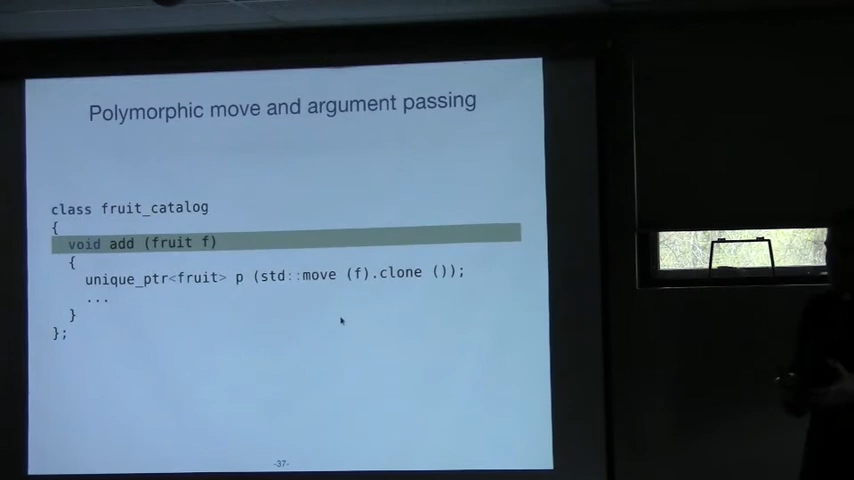 Polymorphic move and argument passing
class fruit_catalog
{
void add (fruit f)
{
unique_ptr<fruit> p (std::move (f).clone ());
...
}
};
-37-